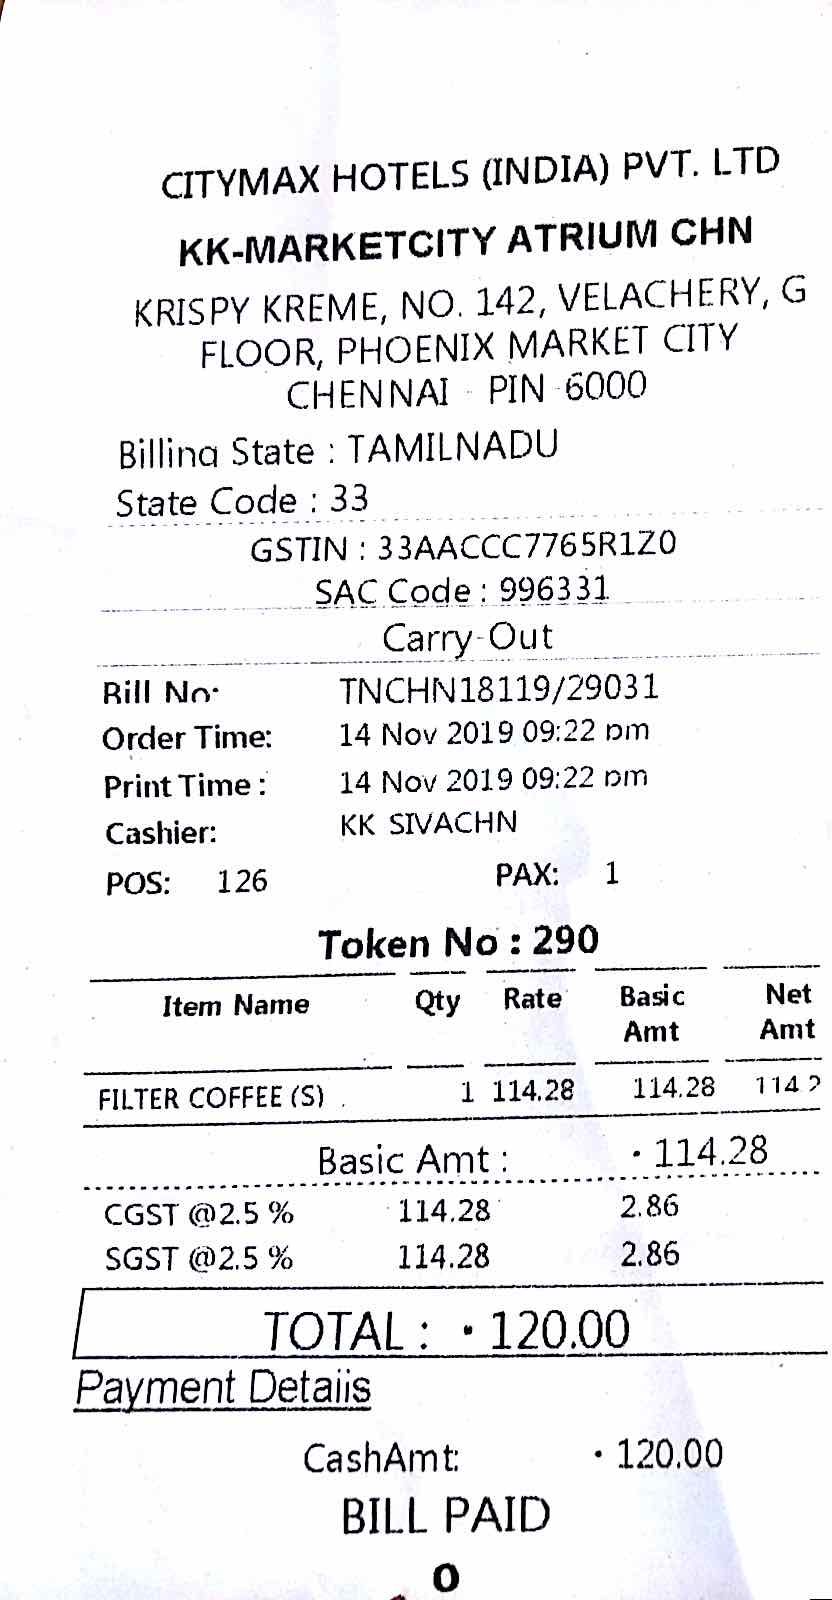 CITYMAX HOTELS (INDIA) PVT. LTD
KK-MARKETCITY ATRIUM CHN
KRISPY KREME, NO. 142, VELACHERY, G
FLOOR, PHOENIX MARKET CITY
CHENNAI - PIN 6000
Billing State : TAMILNADU
State Code : 33
GSTIN : 33AACCC7765R1Z0
SAC Code : 996331
Carry-Out
Bill No: TNCHN18119/29031
Order Time: 14 Nov 2019 09:22 pm
Print Time : 14 Nov 2019 09:22 pm
Cashier: KK SIVACHN
POS: 126 PAX: 1
Token No : 290
Item Name Qty Rate Basic Amt Net Amt
FILTER COFFEE (S) 1 114.28 114.28 114.2
Basic Amt : 114.28
CGST @2.5 % 114.28 2.86
SGST @2.5 % 114.28 2.86
TOTAL : 120.00
Payment Details
CashAmt: 120.00
BILL PAID
O